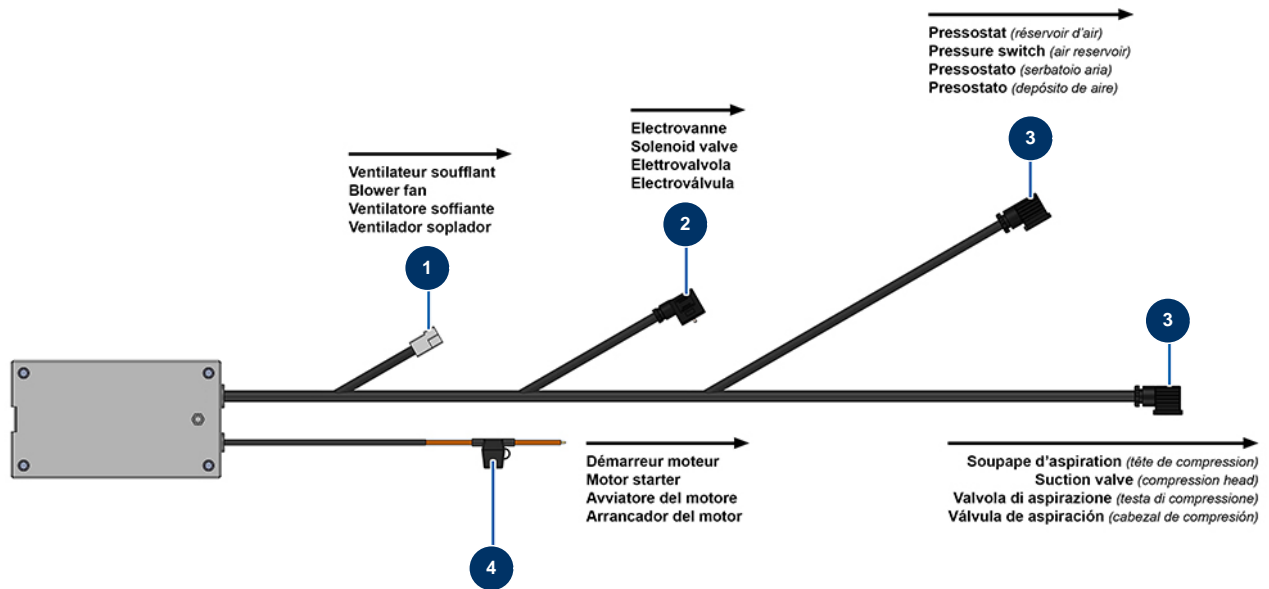 Pressostat (réservoir d'air)
Pressure switch (air reservoir)
Pressostato (serbatoio aria)
Presostato (depósito de aire)
3
Electrovanne
Solenoid valve
Elettrovalvola
Electroválvula
2
Ventilateur soufflant
Blower fan
Ventilatore soffiante
Ventilador soplador
1
3
Démarreur moteur
Motor starter
Avviatore del motore
Arrancador del motor
4
Soupape d'aspiration (tête de compression)
Suction valve (compression head)
Valvola di aspirazione (testa di compressione)
Válvula de aspiración (cabezal de compresión)